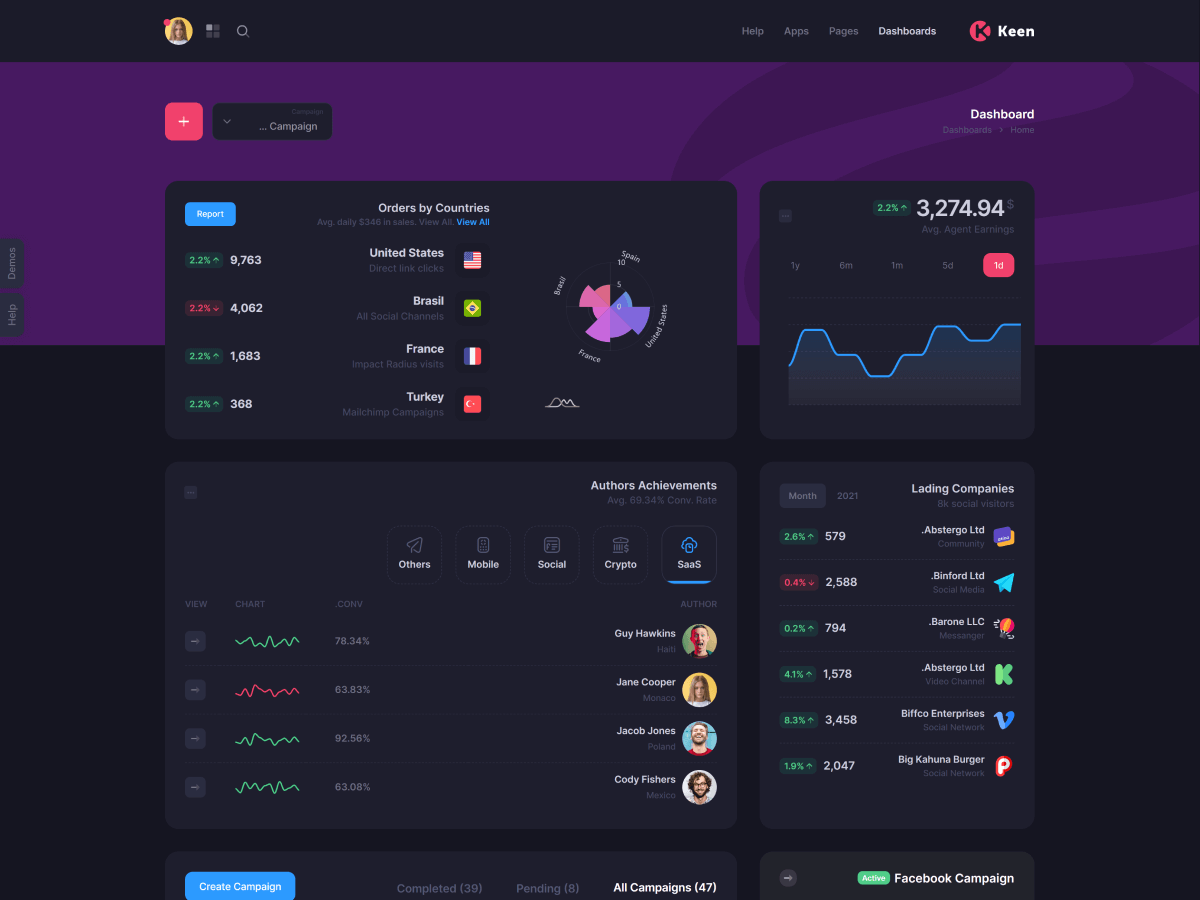 Help Apps Pages Dashboards Keen
Campaign
... Campaign
Dashboard
Dashboards Home
Demos
Help
Report
Orders by Countries
Avg. daily $346 in sales. View All. View All
2.2% 9,763
United States
Direct link clicks
2.2% 4,062
Brasil
All Social Channels
2.2% 1,683
France
Impact Radius visits
2.2% 368
Turkey
Mailchimp Campaigns
Spain
Brasil
United States
France
10
5
0
2.2% 3,274.94 $
Avg. Agent Earnings
1y 6m 1m 5d 1d
Authors Achievements
Avg. 69.34% Conv. Rate
Others Mobile Social Crypto SaaS
VIEW CHART .CONV AUTHOR
78.34% Guy Hawkins
Haiti
63.83% Jane Cooper
Monaco
92.56% Jacob Jones
Poland
63.08% Cody Fishers
Mexico
Month 2021
Lading Companies
8k social visitors
2.6% 579
.Abstergo Ltd
Community
0.4% 2,588
.Binford Ltd
Social Media
0.2% 794
.Barone LLC
Messanger
4.1% 1,578
.Abstergo Ltd
Video Channel
8.3% 3,458
Biffco Enterprises
Social Network
1.9% 2,047
Big Kahuna Burger
Social Network
Create Campaign Completed (39) Pending (8) All Campaigns (47)
Active Facebook Campaign